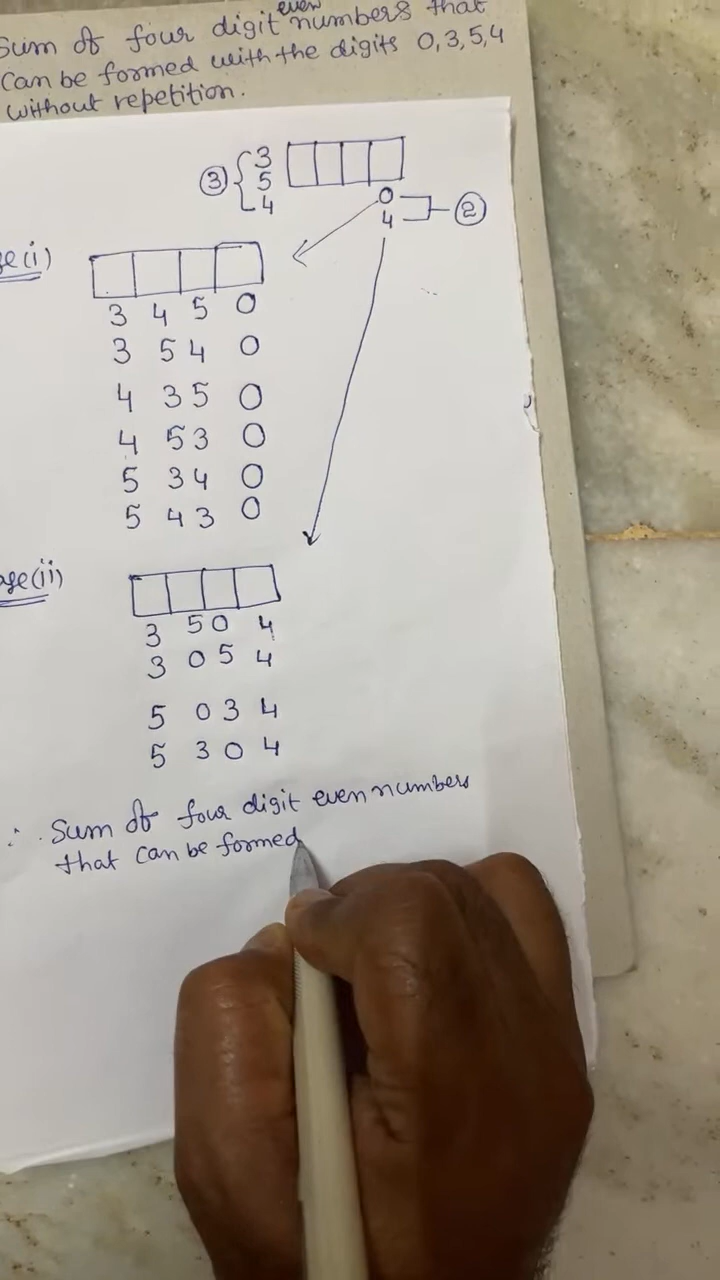 Sum of four digit even numbers that
can be formed with the digits 0,3,5,4
without repetition.
③ { 3
5
4
0
4
②
se(i)
3 4 5 0
3 5 4 0
4 3 5 0
4 5 3 0
5 3 4 0
5 4 3 0
ase(ii)
3 5 0 4
3 0 5 4
5 0 3 4
5 3 0 4
∴ Sum of four digit even numbers
that can be formed